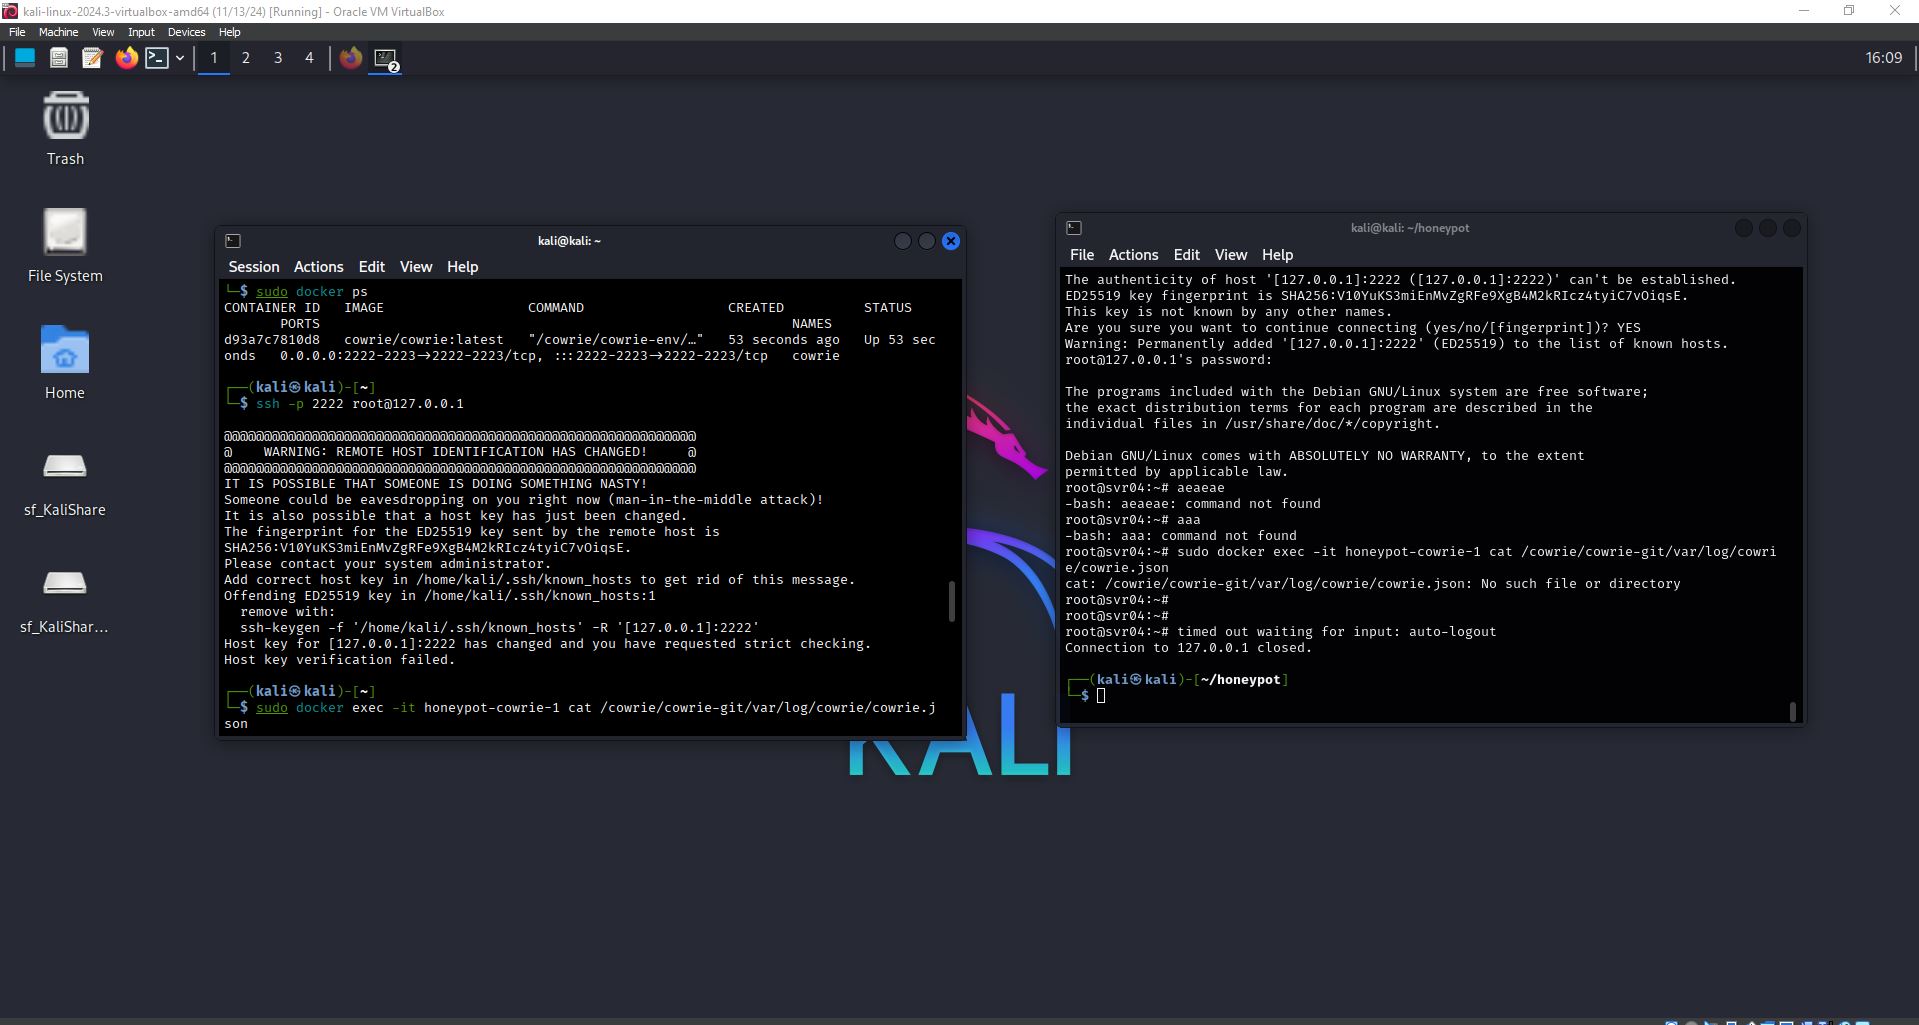 kali-linux-2024.3-virtualbox-amd64 (11/13/24) [Running] - Oracle VM VirtualBox
File Machine View Input Devices Help
1 2 3 4
2
16:09
Trash
File System
Home
sf_KaliShare
sf_KaliShar...
kali@kali: ~
Session Actions Edit View Help
└─$ sudo docker ps
CONTAINER ID   IMAGE                  COMMAND                  CREATED          STATUS
       PORTS                                                           NAMES
d93a7c7810d8   cowrie/cowrie:latest   "/cowrie/cowrie-env/…"   53 seconds ago   Up 53 sec
onds   0.0.0.0:2222-2223→2222-2223/tcp, :::2222-2223→2222-2223/tcp   cowrie
┌──(kali㉿kali)-[~]
└─$ ssh -p 2222 root@127.0.0.1
@@@@@@@@@@@@@@@@@@@@@@@@@@@@@@@@@@@@@@@@@@@@@@@@@@@@@@@@@@@
@    WARNING: REMOTE HOST IDENTIFICATION HAS CHANGED!     @
@@@@@@@@@@@@@@@@@@@@@@@@@@@@@@@@@@@@@@@@@@@@@@@@@@@@@@@@@@@
IT IS POSSIBLE THAT SOMEONE IS DOING SOMETHING NASTY!
Someone could be eavesdropping on you right now (man-in-the-middle attack)!
It is also possible that a host key has just been changed.
The fingerprint for the ED25519 key sent by the remote host is
SHA256:V10YuKS3miEnMvZgRFe9XgB4M2kRIcz4tyiC7vOiqsE.
Please contact your system administrator.
Add correct host key in /home/kali/.ssh/known_hosts to get rid of this message.
Offending ED25519 key in /home/kali/.ssh/known_hosts:1
  remove with:
  ssh-keygen -f '/home/kali/.ssh/known_hosts' -R '[127.0.0.1]:2222'
Host key for [127.0.0.1]:2222 has changed and you have requested strict checking.
Host key verification failed.
┌──(kali㉿kali)-[~]
└─$ sudo docker exec -it honeypot-cowrie-1 cat /cowrie/cowrie-git/var/log/cowrie/cowrie.j
son
kali@kali: ~/honeypot
File Actions Edit View Help
The authenticity of host '[127.0.0.1]:2222 ([127.0.0.1]:2222)' can't be established.
ED25519 key fingerprint is SHA256:V10YuKS3miEnMvZgRFe9XgB4M2kRIcz4tyiC7vOiqsE.
This key is not known by any other names.
Are you sure you want to continue connecting (yes/no/[fingerprint])? YES
Warning: Permanently added '[127.0.0.1]:2222' (ED25519) to the list of known hosts.
root@127.0.0.1's password:
The programs included with the Debian GNU/Linux system are free software;
the exact distribution terms for each program are described in the
individual files in /usr/share/doc/*/copyright.
Debian GNU/Linux comes with ABSOLUTELY NO WARRANTY, to the extent
permitted by applicable law.
root@svr04:~# aeaeae
-bash: aeaeae: command not found
root@svr04:~# aaa
-bash: aaa: command not found
root@svr04:~# sudo docker exec -it honeypot-cowrie-1 cat /cowrie/cowrie-git/var/log/cowri
e/cowrie.json
cat: /cowrie/cowrie-git/var/log/cowrie/cowrie.json: No such file or directory
root@svr04:~#
root@svr04:~#
root@svr04:~# timed out waiting for input: auto-logout
Connection to 127.0.0.1 closed.
┌──(kali㉿kali)-[~/honeypot]
└─$
KALI